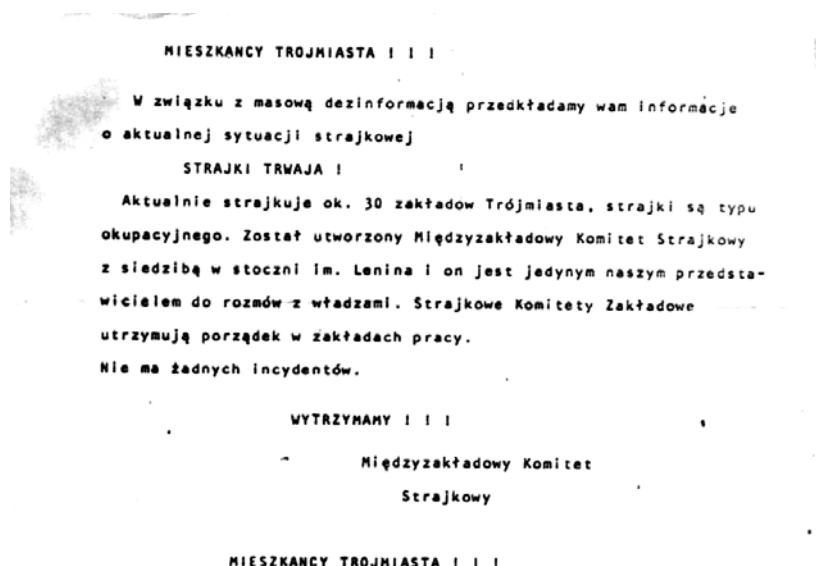 MIESZKANCY TROJMIASTA ! ! !
W związku z masową dezinformacją przedkładamy wam informacje
o aktualnej sytuacji strajkowej
STRAJKI TRWAJA !
Aktualnie strajkuje ok. 30 zakładow Trójmiasta, strajki są typu
okupacyjnego. Został utworzony Międzyzakładowy Komitet Strajkowy
z siedzibą w stoczni im. Lenina i on jest jedynym naszym przedsta-
wicielem do rozmów z władzami. Strajkowe Komitety Zakładowe
utrzymują porządek w zakładach pracy.
Nie ma żadnych incydentów.
WYTRZYMAMY ! ! !
Międzyzakładowy Komitet
Strajkowy
MIESZKANCY TROJMIASTA ! ! !